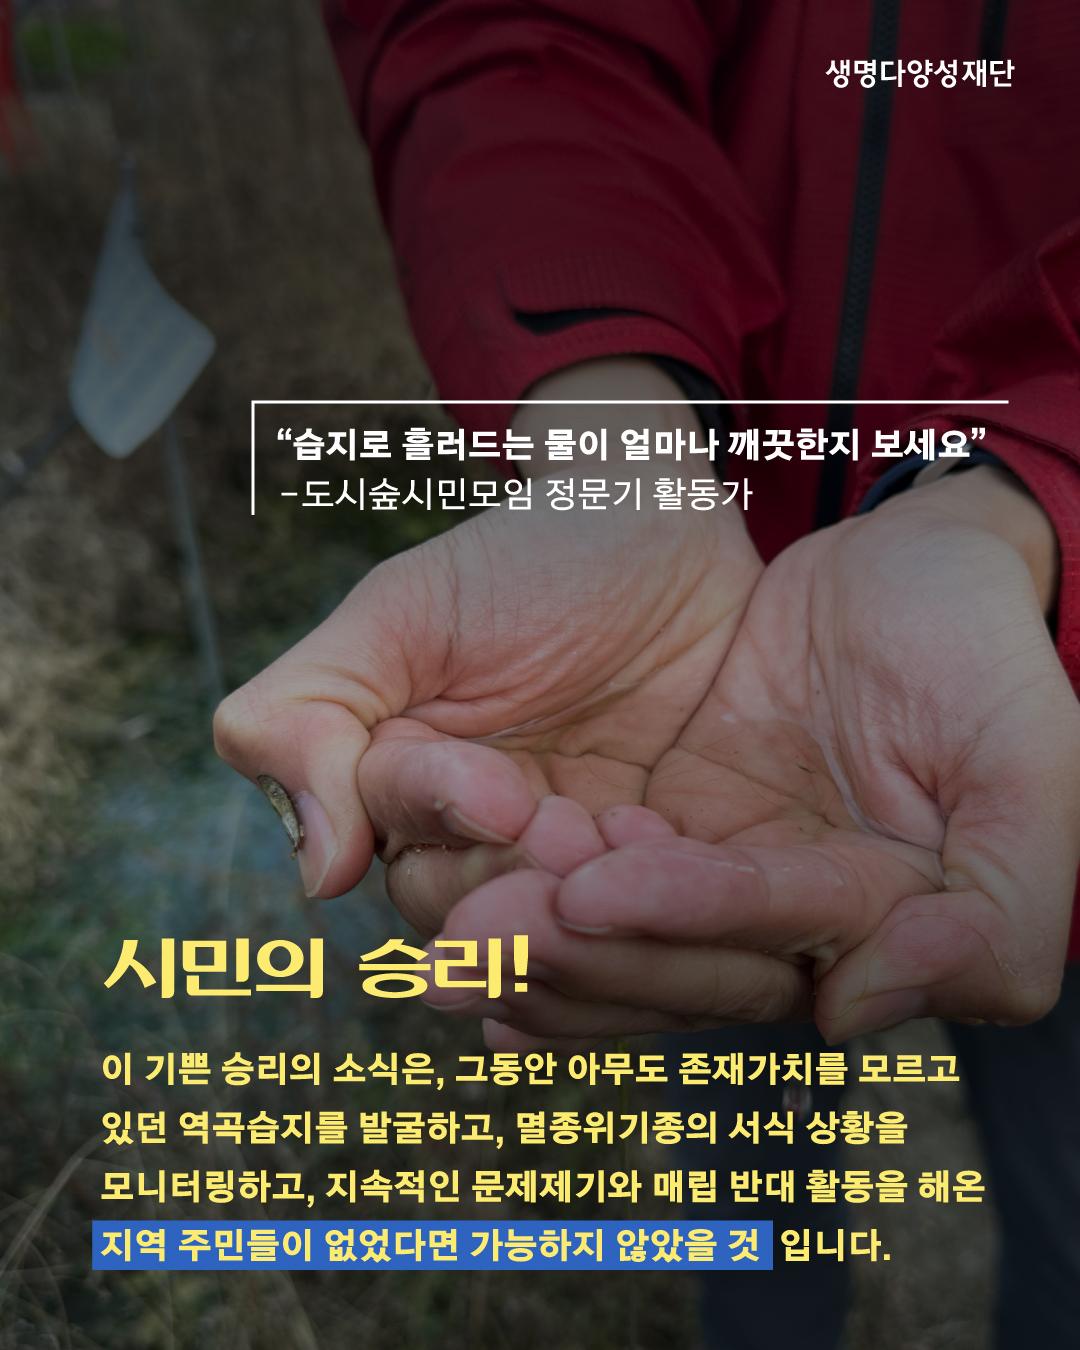 생명다양성재단
“습지로 흘러드는 물이 얼마나 깨끗한지 보세요”
-도시숲시민모임 정문기 활동가
시민의 승리!
이 기쁜 승리의 소식은, 그동안 아무도 존재가치를 모르고
있던 역곡습지를 발굴하고, 멸종위기종의 서식 상황을
모니터링하고, 지속적인 문제제기와 매립 반대 활동을 해온
지역 주민들이 없었다면 가능하지 않았을 것 입니다.